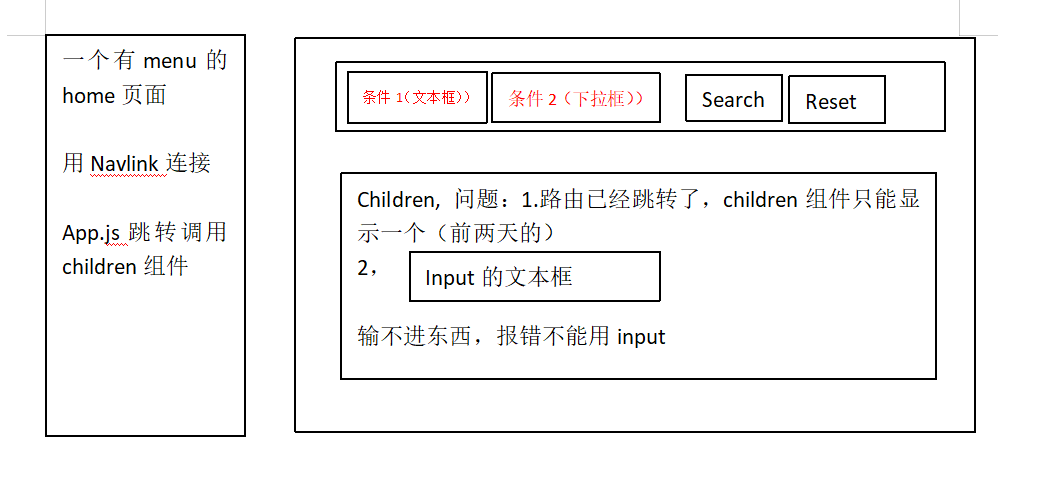 一个有 menu 的
home 页面
用 Navlink 连接
App.js 跳转调用
children 组件
条件 1（文本框））
条件 2（下拉框））
Search
Reset
Children, 问题：1.路由已经跳转了，children 组件只能显
示一个（前两天的）
2，
Input 的文本框
输不进东西，报错不能用 input